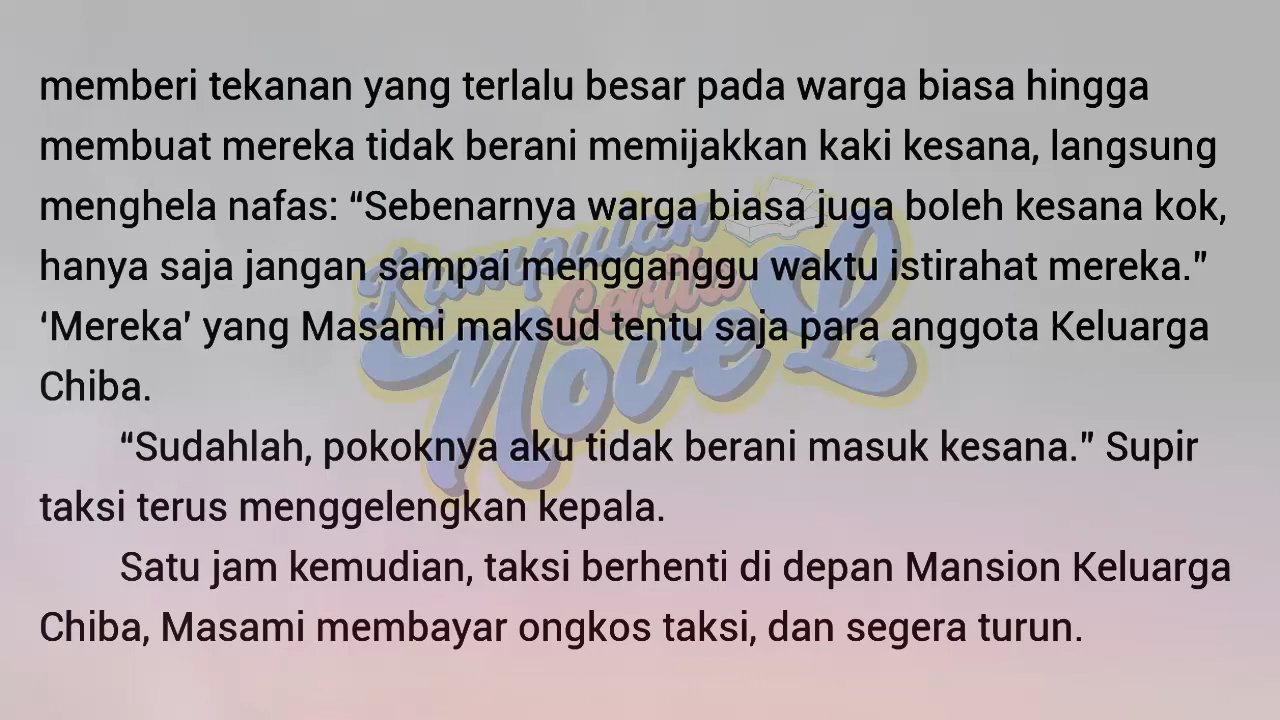 memberi tekanan yang terlalu besar pada warga biasa hingga
membuat mereka tidak berani memijakkan kaki kesana, langsung
menghela nafas: “Sebenarnya warga biasa juga boleh kesana kok,
hanya saja jangan sampai mengganggu waktu istirahat mereka.”
‘Mereka’ yang Masami maksud tentu saja para anggota Keluarga
Chiba.
“Sudahlah, pokoknya aku tidak berani masuk kesana.” Supir
taksi terus menggelengkan kepala.
Satu jam kemudian, taksi berhenti di depan Mansion Keluarga
Chiba, Masami membayar ongkos taksi, dan segera turun.
Kumpulan
Cerita
NoveL